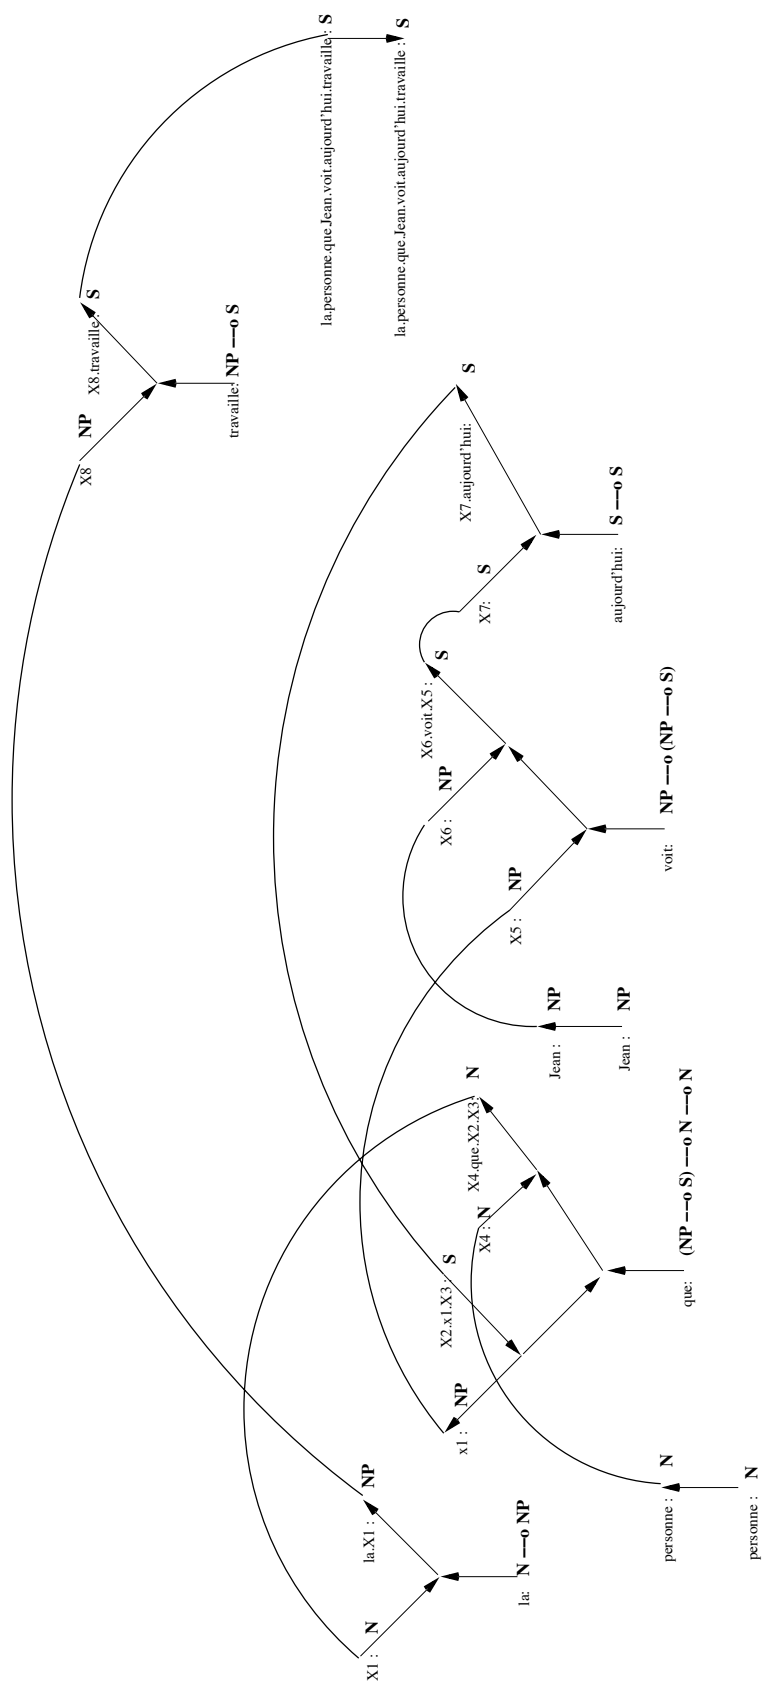 la.personne.que.Jean.voit.aujourd'hui.travaille : S
la.personne.que.Jean.voit.aujourd'hui.travaille : S
X8 NP
X8.travaille : S
travaille: NP −−o S
X7.aujourd'hui: S
X7: S
aujourd'hui: S −−o S
X6.voit.X5 : S
X6 : NP
X5 : NP
voit: NP −−o (NP −−o S)
Jean : NP
Jean : NP
X4.que.X2.X3: N
X4 : N
X2.x1.X3 : S
x1 : NP
que: (NP −−o S) −−o N −−o N
personne : N
personne : N
la.X1 : NP
X1 : N
la: N −−o NP